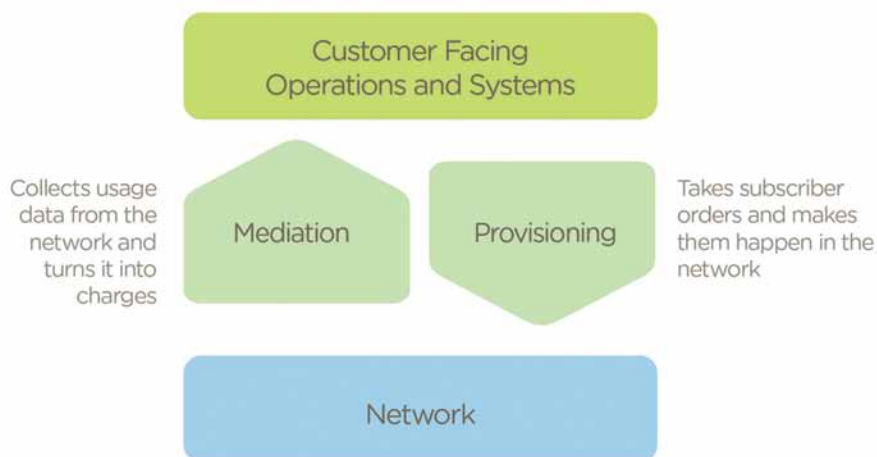 Customer Facing
Operations and Systems
Collects usage
data from the
network and
turns it into
charges
Mediation
Provisioning
Takes subscriber
orders and makes
them happen in the
network
Network